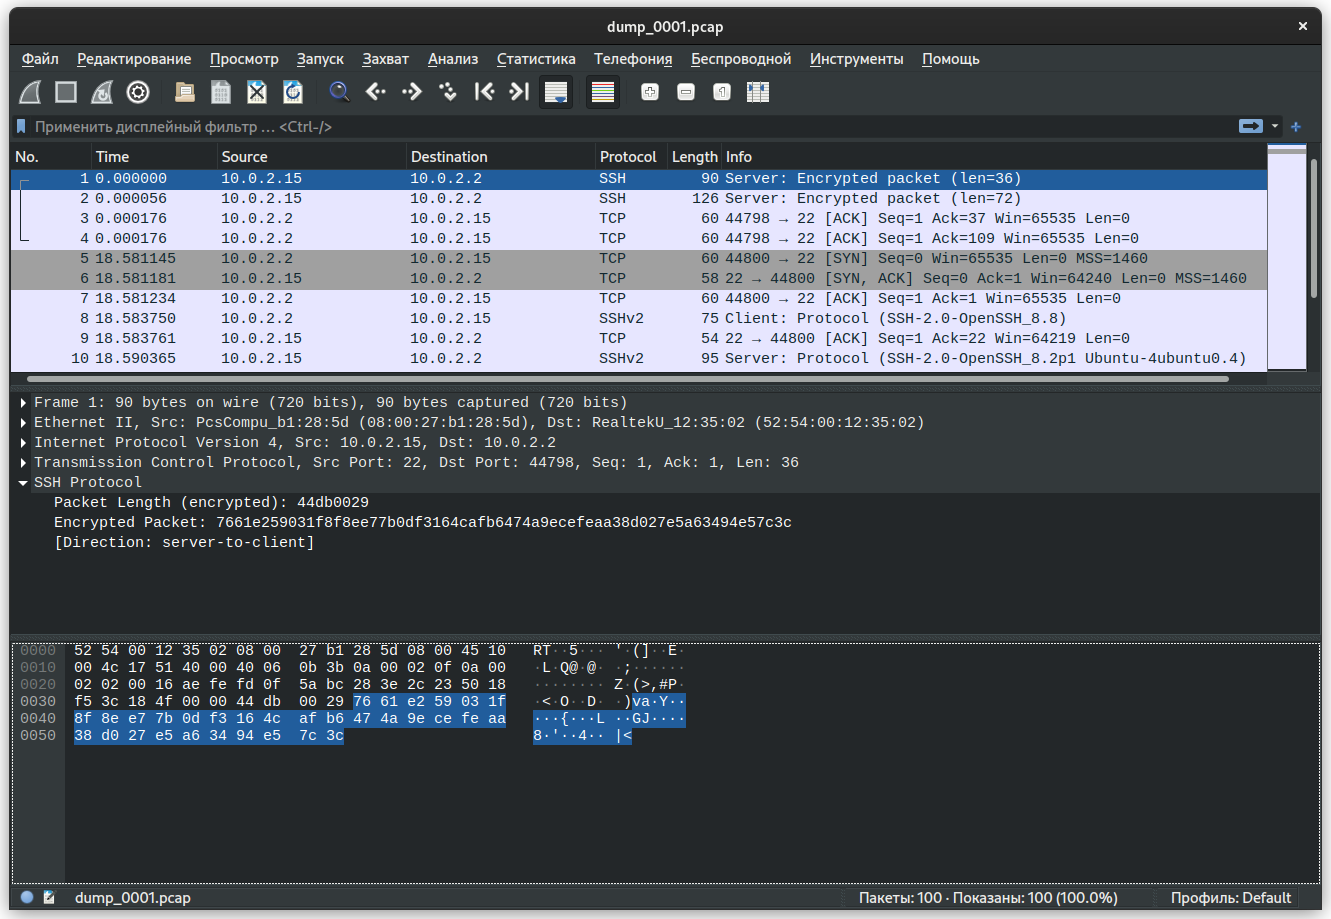 dump_0001.pcap
Файл Редактирование Просмотр Запуск Захват Анализ Статистика Телефония Беспроводной Инструменты Помощь
Применить дисплейный фильтр … <Ctrl-/>
No. Time Source Destination Protocol Length Info
1 0.000000 10.0.2.15 10.0.2.2 SSH 90 Server: Encrypted packet (len=36)
2 0.000056 10.0.2.15 10.0.2.2 SSH 126 Server: Encrypted packet (len=72)
3 0.000176 10.0.2.2 10.0.2.15 TCP 60 44798 → 22 [ACK] Seq=1 Ack=37 Win=65535 Len=0
4 0.000176 10.0.2.2 10.0.2.15 TCP 60 44798 → 22 [ACK] Seq=1 Ack=109 Win=65535 Len=0
5 18.581145 10.0.2.2 10.0.2.15 TCP 60 44800 → 22 [SYN] Seq=0 Win=65535 Len=0 MSS=1460
6 18.581181 10.0.2.15 10.0.2.2 TCP 58 22 → 44800 [SYN, ACK] Seq=0 Ack=1 Win=64240 Len=0 MSS=1460
7 18.581234 10.0.2.2 10.0.2.15 TCP 60 44800 → 22 [ACK] Seq=1 Ack=1 Win=65535 Len=0
8 18.583750 10.0.2.2 10.0.2.15 SSHv2 75 Client: Protocol (SSH-2.0-OpenSSH_8.8)
9 18.583761 10.0.2.15 10.0.2.2 TCP 54 22 → 44800 [ACK] Seq=1 Ack=22 Win=64219 Len=0
10 18.590365 10.0.2.15 10.0.2.2 SSHv2 95 Server: Protocol (SSH-2.0-OpenSSH_8.2p1 Ubuntu-4ubuntu0.4)
Frame 1: 90 bytes on wire (720 bits), 90 bytes captured (720 bits)
Ethernet II, Src: PcsCompu_b1:28:5d (08:00:27:b1:28:5d), Dst: RealtekU_12:35:02 (52:54:00:12:35:02)
Internet Protocol Version 4, Src: 10.0.2.15, Dst: 10.0.2.2
Transmission Control Protocol, Src Port: 22, Dst Port: 44798, Seq: 1, Ack: 1, Len: 36
SSH Protocol
Packet Length (encrypted): 44db0029
Encrypted Packet: 7661e259031f8f8ee77b0df3164cafb6474a9ecefeaa38d027e5a63494e57c3c
[Direction: server-to-client]
0000 52 54 00 12 35 02 08 00 27 b1 28 5d 08 00 45 10 RT··5··· '·(]··E·
0010 00 4c 17 51 40 00 40 06 0b 3b 0a 00 02 0f 0a 00 ·L·Q@·@· ·;······
0020 02 02 00 16 ae fe fd 0f 5a bc 28 3e 2c 23 50 18 ········ Z·(>,#P·
0030 f5 3c 18 4f 00 00 44 db 00 29 76 61 e2 59 03 1f ·<·O··D· ·)va·Y··
0040 8f 8e e7 7b 0d f3 16 4c af b6 47 4a 9e ce fe aa ···{···L ··GJ····
0050 38 d0 27 e5 a6 34 94 e5 7c 3c 8·'··4·· |<
dump_0001.pcap Пакеты: 100 · Показаны: 100 (100.0%) Профиль: Default